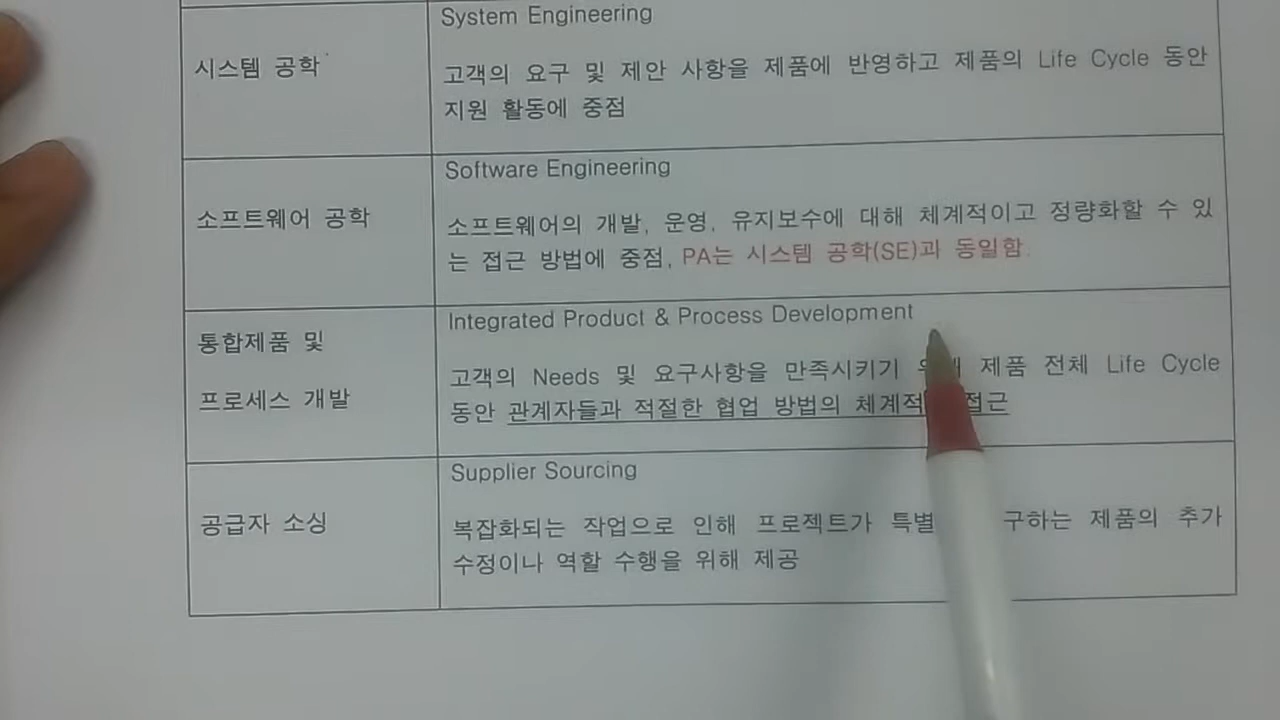 System Engineering
시스템 공학
고객의 요구 및 제안 사항을 제품에 반영하고 제품의 Life Cycle 동안
지원 활동에 중점
Software Engineering
소프트웨어 공학
소프트웨어의 개발, 운영, 유지보수에 대해 체계적이고 정량화할 수 있
는 접근 방법에 중점, PA는 시스템 공학(SE)과 동일함.
통합제품 및
프로세스 개발
Integrated Product & Process Development
고객의 Needs 및 요구사항을 만족시키기 제품 전체 Life Cycle
동안 관계자들과 적절한 협업 방법의 체계적 접근
Supplier Sourcing
공급자 소싱
복잡화되는 작업으로 인해 프로젝트가 특별 구하는 제품의 추가
수정이나 역할 수행을 위해 제공